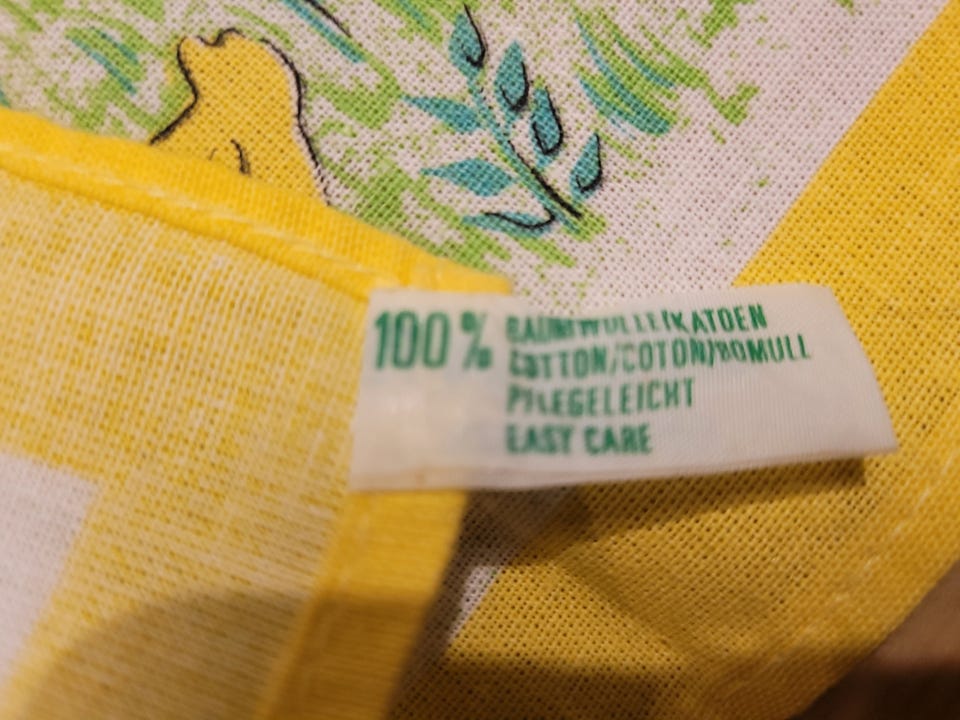 100% BAUMWOLLE/KATOEN
COTTON/COTON/BOMULL
PFLEGELEICHT
EASY CARE